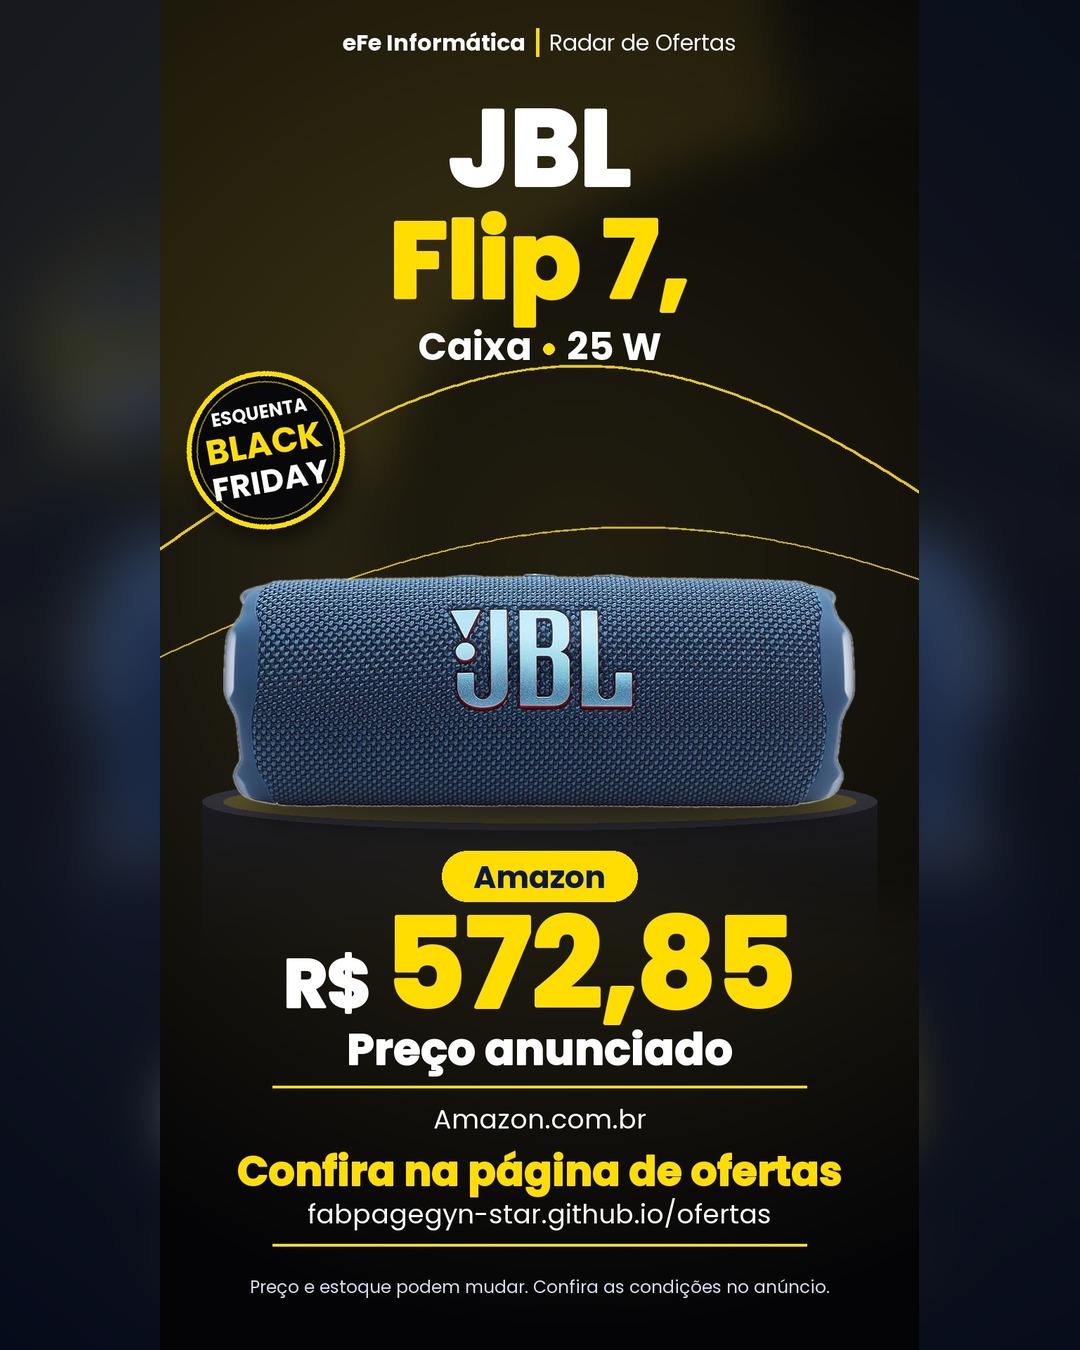 eFe Informática | Radar de Ofertas
JBL
Flip 7,
Caixa • 25 W
ESQUENTA
BLACK
FRIDAY
JBL
Amazon
R$ 572,85
Preço anunciado
Amazon.com.br
Confira na página de ofertas
fabpagegyn-star.github.io/ofertas
Preço e estoque podem mudar. Confira as condições no anúncio.